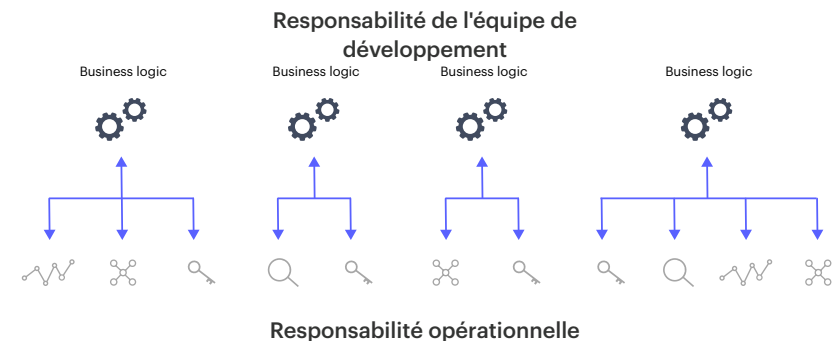 Responsabilité de l'équipe de
développement
Business logic
Business logic
Business logic
Business logic
Responsabilité opérationnelle